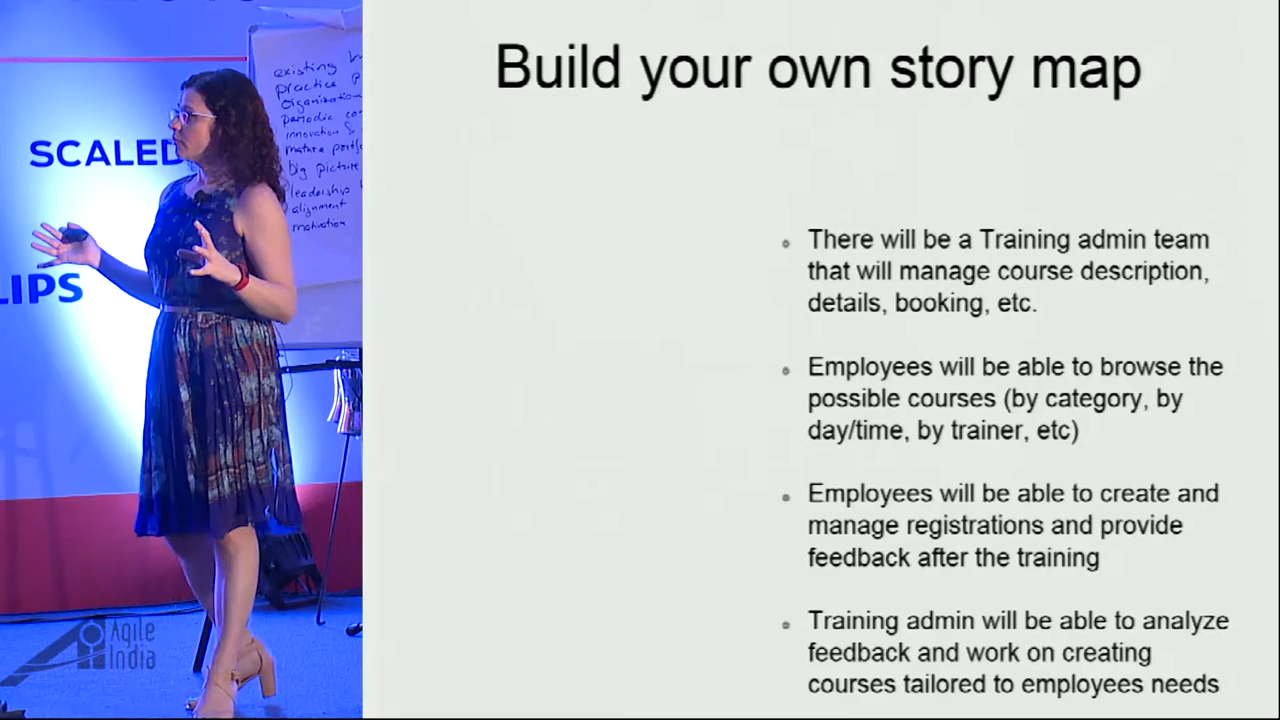 SCALED
LIPS
existing
practice
organization
periodic
innovation &
mature
big picture
leadership
alignment
motivation
Agile
India
Build your own story map
There will be a Training admin team
that will manage course description,
details, booking, etc.
Employees will be able to browse the
possible courses (by category, by
day/time, by trainer, etc)
Employees will be able to create and
manage registrations and provide
feedback after the training
Training admin will be able to analyze
feedback and work on creating
courses tailored to employees needs